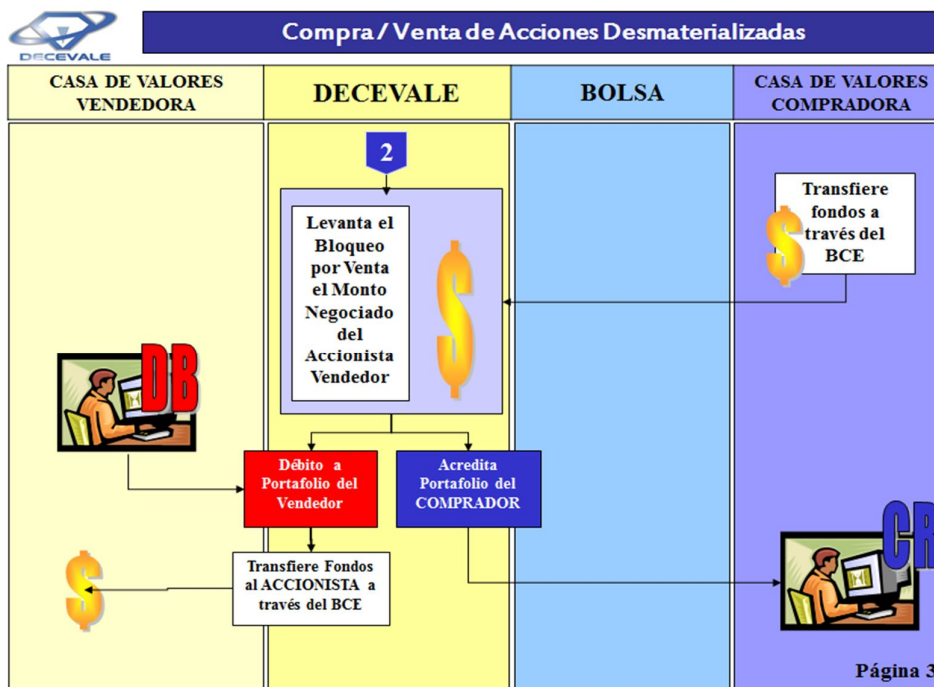 DECEVALE
Compra / Venta de Acciones Desmaterializadas
CASA DE VALORES
VENDEDORA
DECEVALE
BOLSA
CASA DE VALORES
COMPRADORA
2
Levanta el
Bloqueo
por Venta
el Monto
Negociado
del
Accionista
Vendedor
$
Transfiere
fondos a
través del
BCE
$
DB
Débito a
Portafolio del
Vendedor
Acredita
Portafolio del
COMPRADOR
CR
Transfiere Fondos
al ACCIONISTA a
través del BCE
$
Página 3